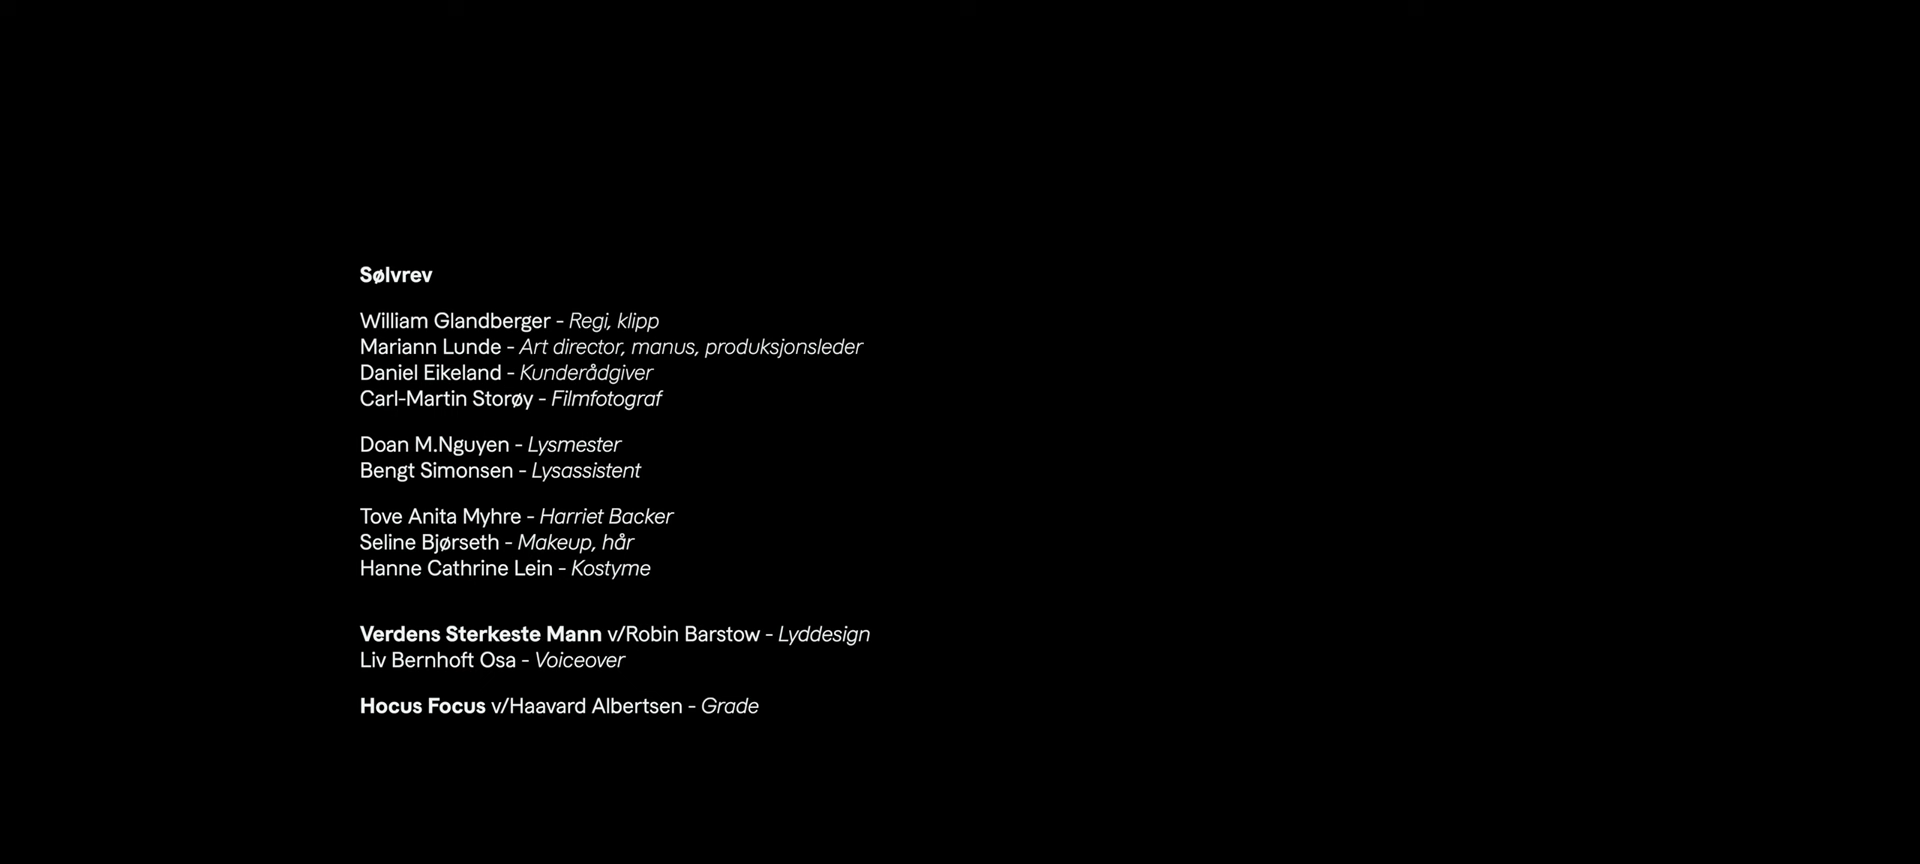 Sølvrev
William Glandberger - Regi, klipp
Mariann Lunde - Art director, manus, produksjonsleder
Daniel Eikeland - Kunderådgiver
Carl-Martin Storøy - Filmfotograf
Doan M.Nguyen - Lysmester
Bengt Simonsen - Lysassistent
Tove Anita Myhre - Harriet Backer
Seline Bjørseth - Makeup, hår
Hanne Cathrine Lein - Kostyme
Verdens Sterkeste Mann v/Robin Barstow - Lyddesign
Liv Bernhoft Osa - Voiceover
Hocus Focus v/Haavard Albertsen - Grade